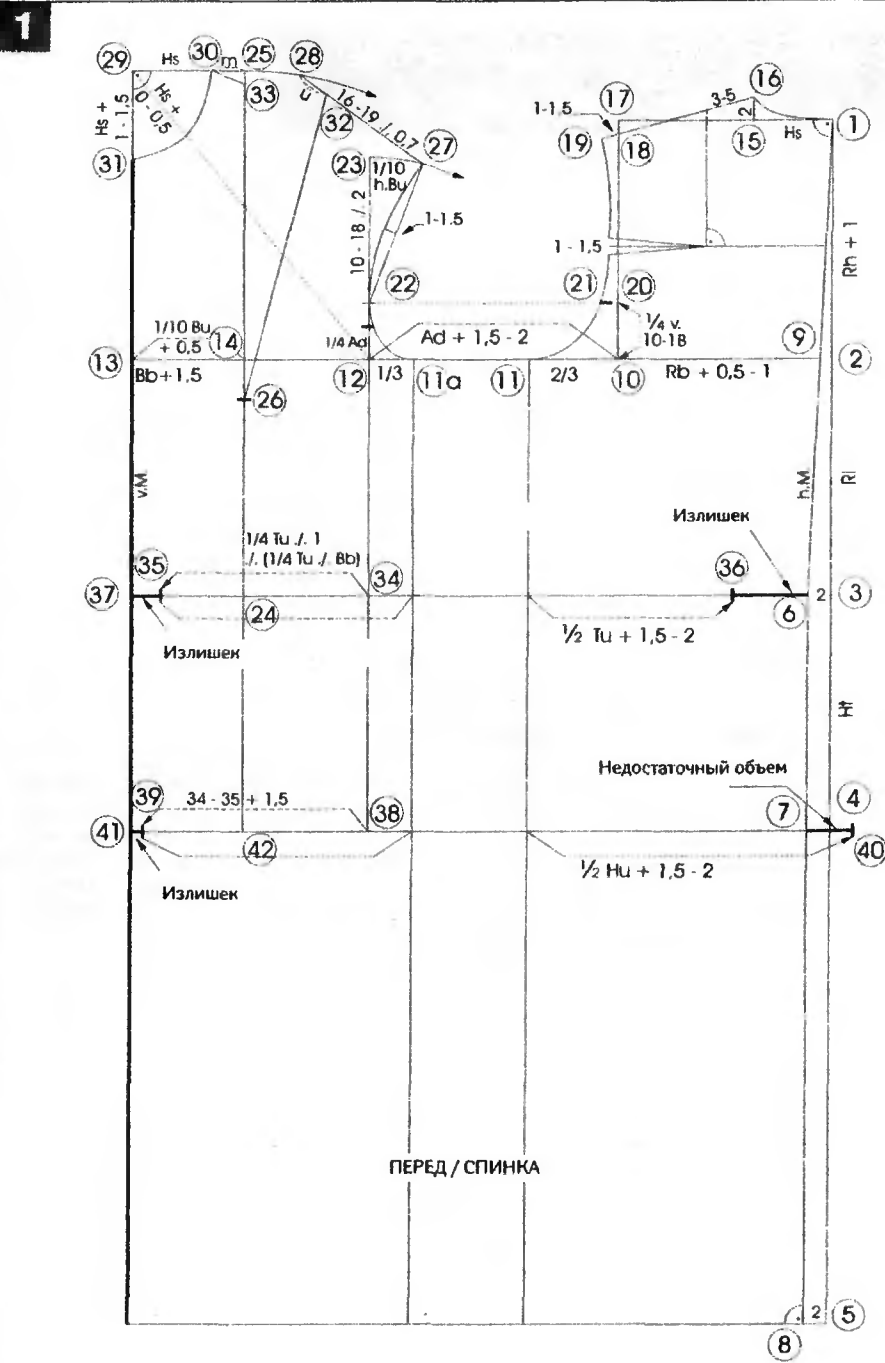 1
29 Hs 30 m 25 28
16
17 3-5
1-1.5
33 ü 16-19 ./. 0,7
Hs + 1-1,5
Hs + 0-0,5
32
19 18 2 15 Hs 1
31
23 27
1/10 h.Bu
10-18 ./. 2
1-1.5
1-1,5
Rh + 1
22 21 20
1/4 v. 10-18
1/10 Bu + 0,5
14
1/4 Ad
Ad + 1,5 - 2
9
13 Bb+1,5 12 1/3 11a 11 2/3 10 Rb + 0,5 - 1 2
26
v.M.
h.M.
Rl
Излишек
1/4 Tu ./. 1
./. (1/4 Tu ./. Bb)
35 34 36
37 24 6 2 3
½ Tu + 1,5 - 2
Излишек
Ht
Недостаточный объем
39 34 - 35 + 1,5 38 7 4
41 42 40
½ Hu + 1,5 - 2
Излишек
ПЕРЕД / СПИНКА
2 5
8